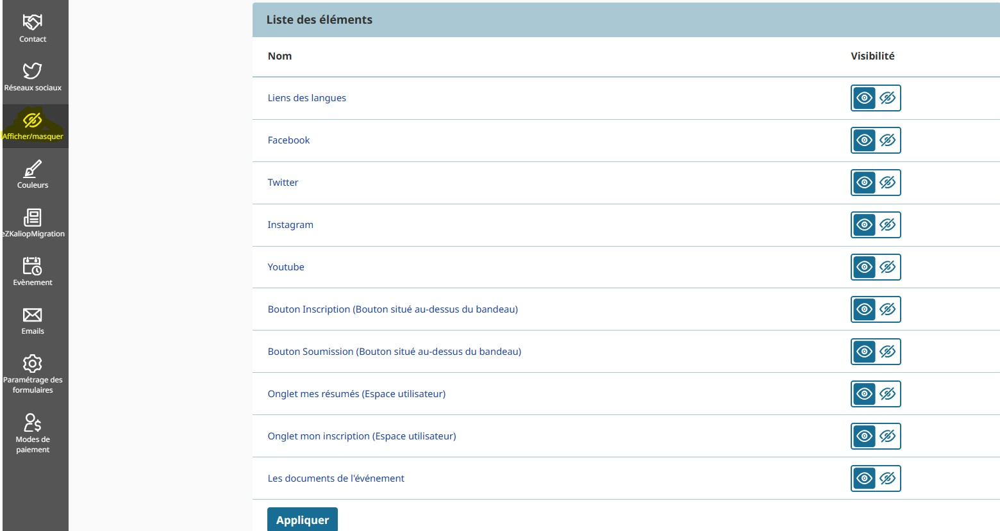 Contact
Réseaux sociaux
Afficher/masquer
Couleurs
eZKaliopMigration
Evènement
Emails
Paramétrage des
formulaires
Modes de
paiement
Liste des éléments
Nom Visibilité
Liens des langues
Facebook
Twitter
Instagram
Youtube
Bouton Inscription (Bouton situé au-dessus du bandeau)
Bouton Soumission (Bouton situé au-dessus du bandeau)
Onglet mes résumés (Espace utilisateur)
Onglet mon inscription (Espace utilisateur)
Les documents de l'événement
Appliquer